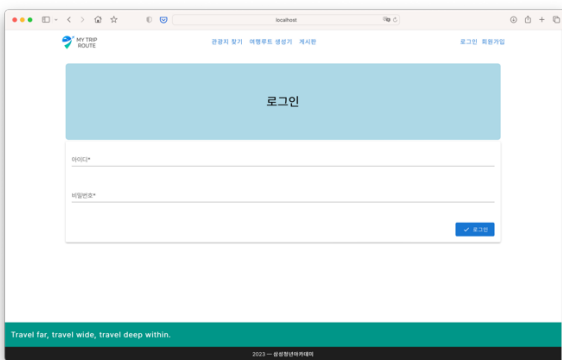 localhost
MY TRIP
ROUTE
관광지 찾기 여행루트 생성기 게시판
로그인 회원가입
로그인
아이디*
비밀번호*
로그인
Travel far, travel wide, travel deep within.
2023 — 삼성청년아카데미